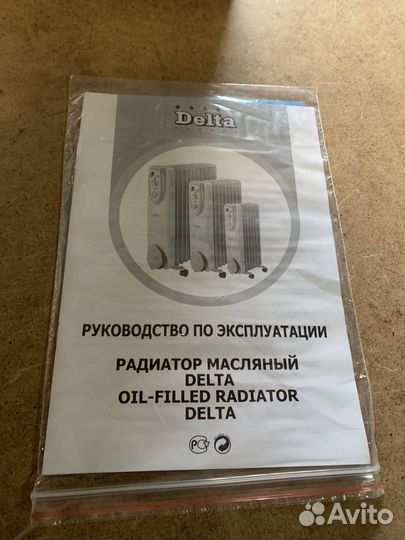 Delta
РУКОВОДСТВО ПО ЭКСПЛУАТАЦИИ
РАДИАТОР МАСЛЯНЫЙ
DELTA
OIL-FILLED RADIATOR
DELTA
Avito